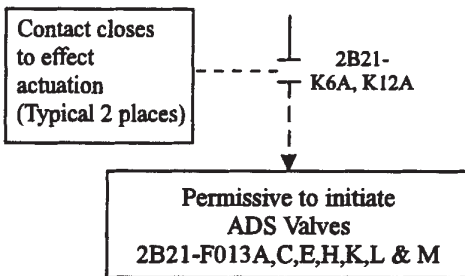 Contact closes
to effect
actuation
(Typical 2 places)
2B21-
K6A, K12A
Permissive to initiate
ADS Valves
2B21-F013A,C,E,H,K,L & M